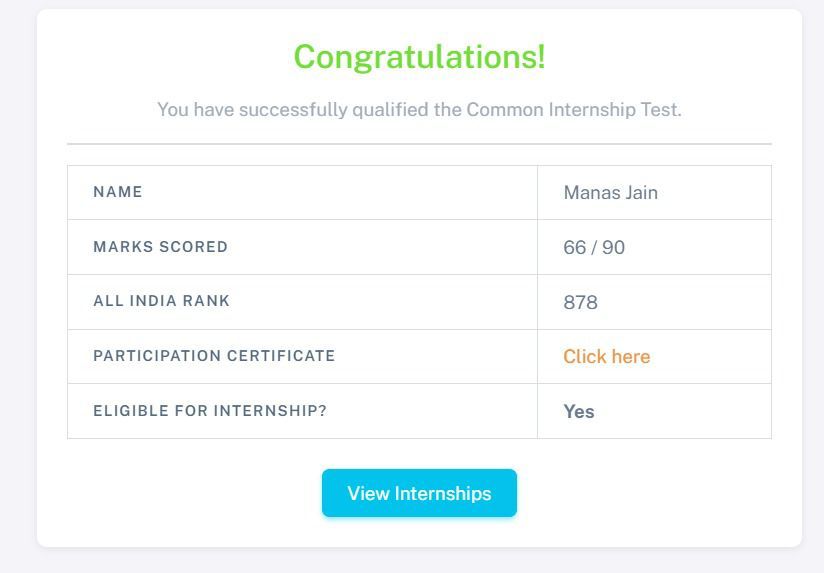 Congratulations!
You have successfully qualified the Common Internship Test.
NAME Manas Jain
MARKS SCORED 66 / 90
ALL INDIA RANK 878
PARTICIPATION CERTIFICATE Click here
ELIGIBLE FOR INTERNSHIP? Yes
View Internships